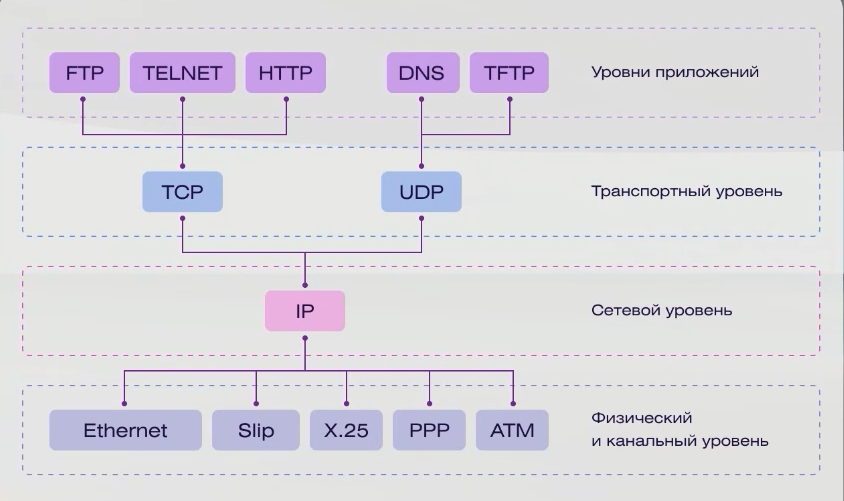 FTP TELNET HTTP DNS TFTP Уровни приложений
TCP UDP Транспортный уровень
IP Сетевой уровень
Ethernet Slip X.25 PPP ATM Физический
и канальный уровень